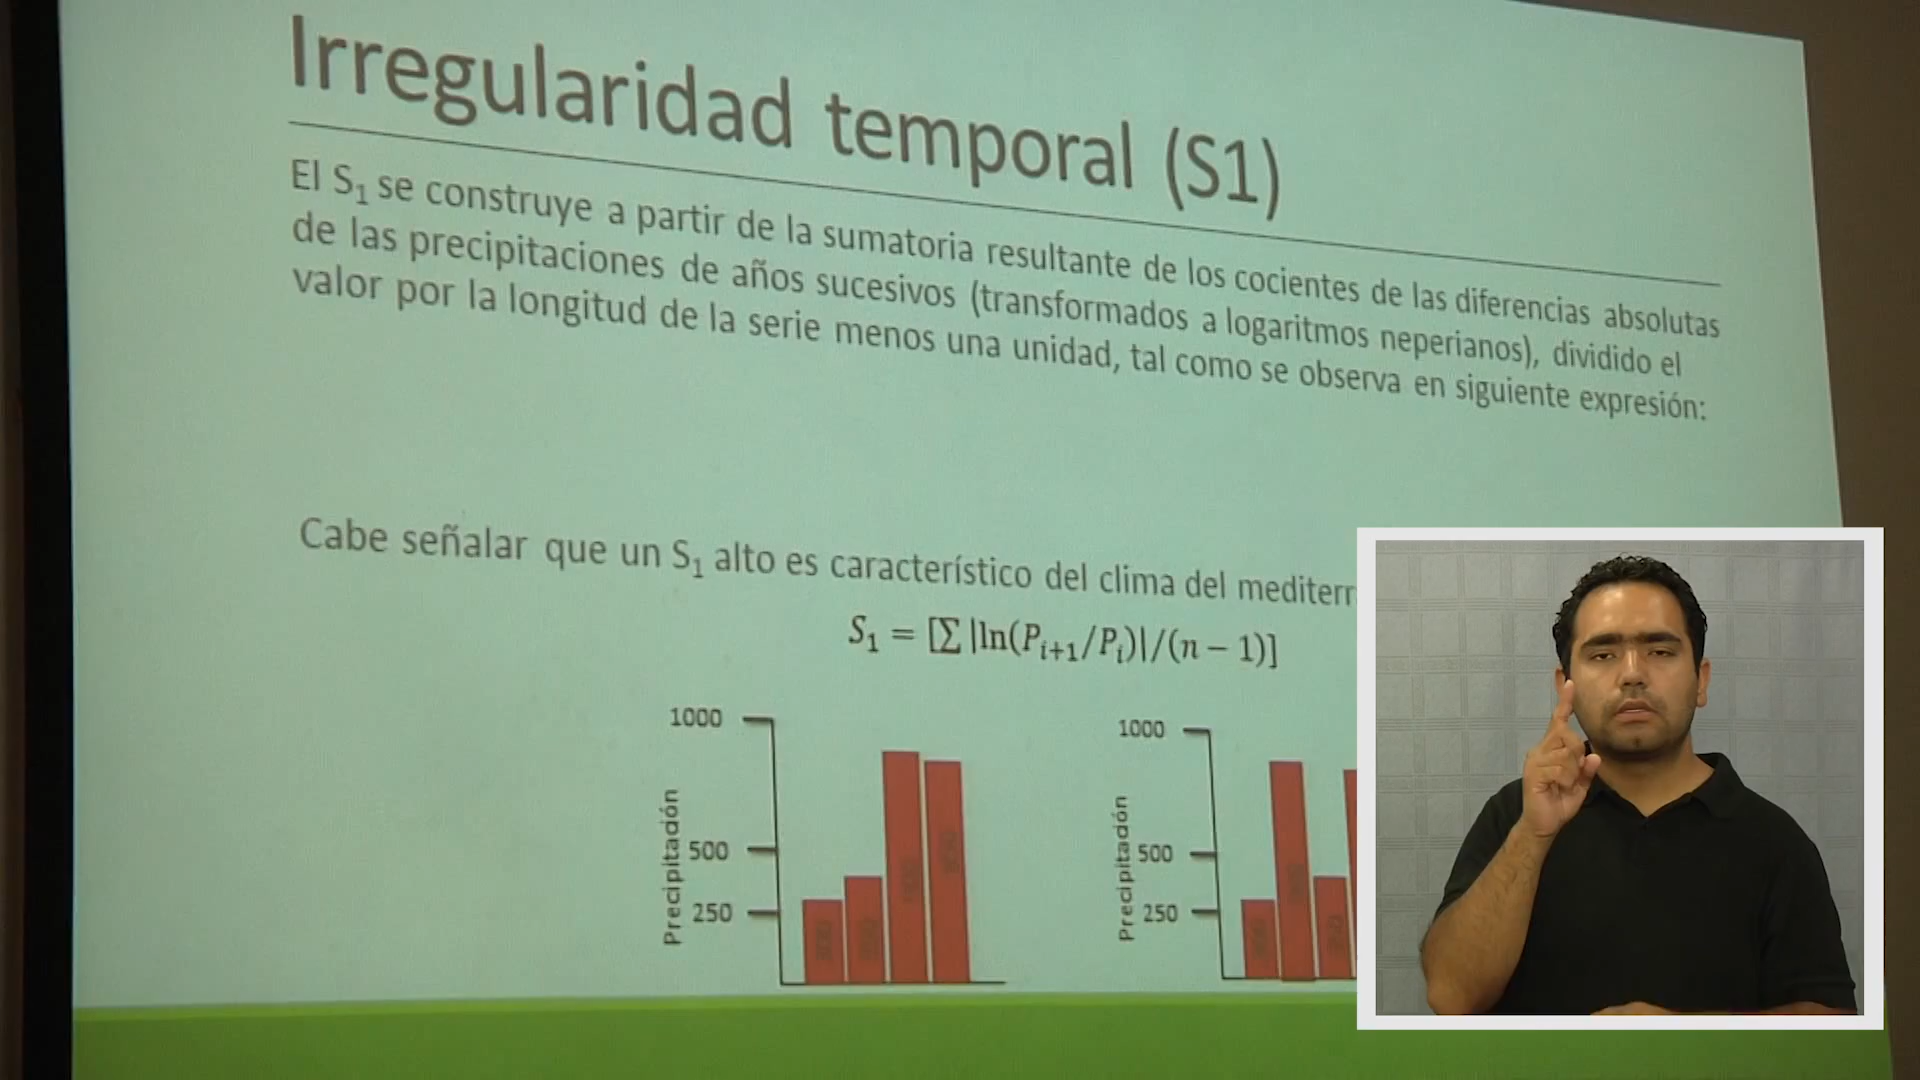 Irregularidad temporal (S1)
El S₁ se construye a partir de la sumatoria resultante de los cocientes de las diferencias absolutas
de las precipitaciones de años sucesivos (transformados a logaritmos neperianos), dividido el
valor por la longitud de la serie menos una unidad, tal como se observa en siguiente expresión:
Cabe señalar que un S₁ alto es característico del clima del mediterr
S₁ = [∑ |ln(Pᵢ₊₁/Pᵢ)|/(n − 1)]
1000
500
250
Precipitadón
1000
500
250
Precipitadón